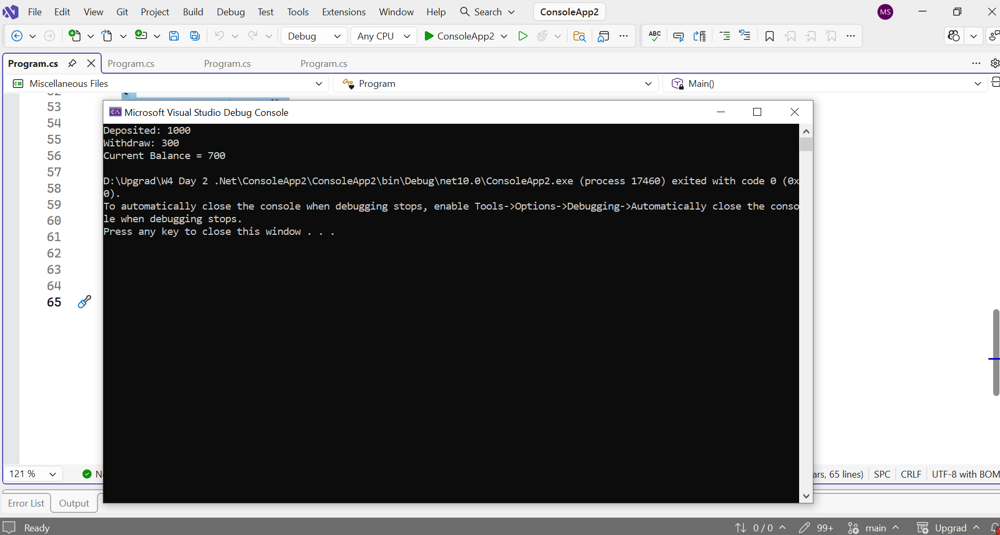 File Edit View Git Project Build Debug Test Tools Extensions Window Help Search ConsoleApp2 MS
Debug Any CPU ConsoleApp2 ABC
Program.cs Program.cs Program.cs Program.cs
C# Miscellaneous Files Program Main()
53
54
55
56
57
58
59
60
61
62
63
64
65
C:\ Microsoft Visual Studio Debug Console
Deposited: 1000
Withdraw: 300
Current Balance = 700
D:\Upgrad\W4 Day 2 .Net\ConsoleApp2\ConsoleApp2\bin\Debug\net10.0\ConsoleApp2.exe (process 17460) exited with code 0 (0x
0).
To automatically close the console when debugging stops, enable Tools->Options->Debugging->Automatically close the conso
le when debugging stops.
Press any key to close this window . . .
121 % 65 lines) SPC CRLF UTF-8 with BOM
Error List Output
Ready 0 / 0 99+ main Upgrad